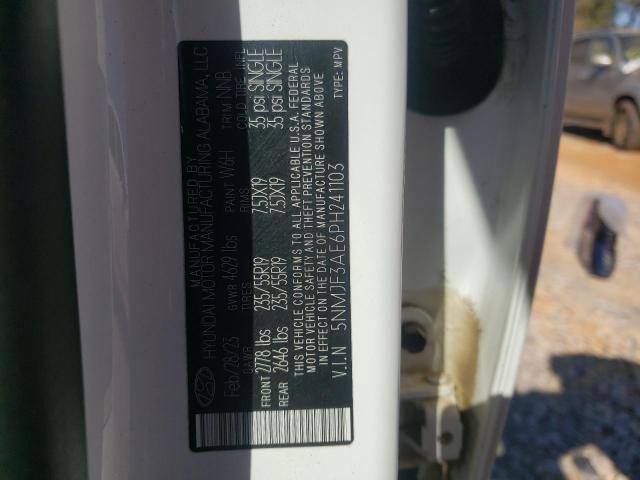 MANUFACTURED BY
HYUNDAI MOTOR MANUFACTURING ALABAMA, LLC
Feb/28/23 PAINT W6H TRIM NNB
GVWR 4629 lbs
GAWR TIRES RIMS COLD TIRE INFL
FRONT 2778 lbs 235/55R19 7.5JX19 35 psi SINGLE
REAR 2646 lbs 235/55R19 7.5JX19 35 psi SINGLE
THIS VEHICLE CONFORMS TO ALL APPLICABLE U.S.A. FEDERAL
MOTOR VEHICLE SAFETY AND THEFT PREVENTION STANDARDS
IN EFFECT ON THE DATE OF MANUFACTURE SHOWN ABOVE
V.I.N 5NMJF3AE6PH241103
TYPE: MPV